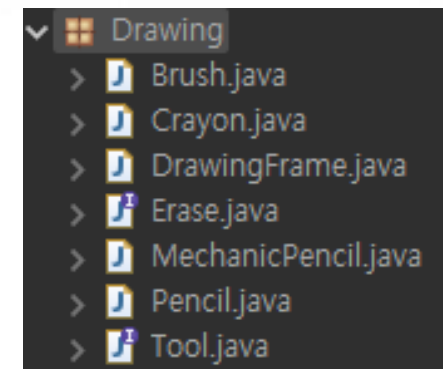 Drawing
Brush.java
Crayon.java
DrawingFrame.java
Erase.java
MechanicPencil.java
Pencil.java
Tool.java